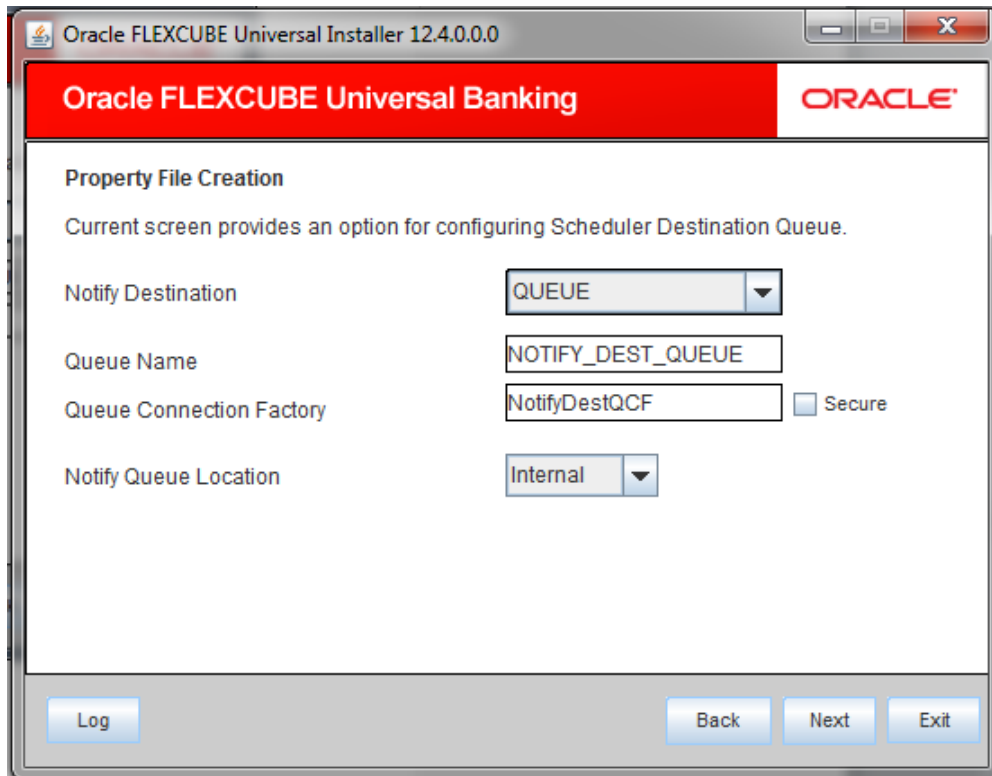 Oracle FLEXCUBE Universal Installer 12.4.0.0.0
Oracle FLEXCUBE Universal Banking
ORACLE
Property File Creation
Current screen provides an option for configuring Scheduler Destination Queue.
Notify Destination
QUEUE
Queue Name
NOTIFY_DEST_QUEUE
Queue Connection Factory
NotifyDestQCF
Secure
Notify Queue Location
Internal
Log
Back
Next
Exit